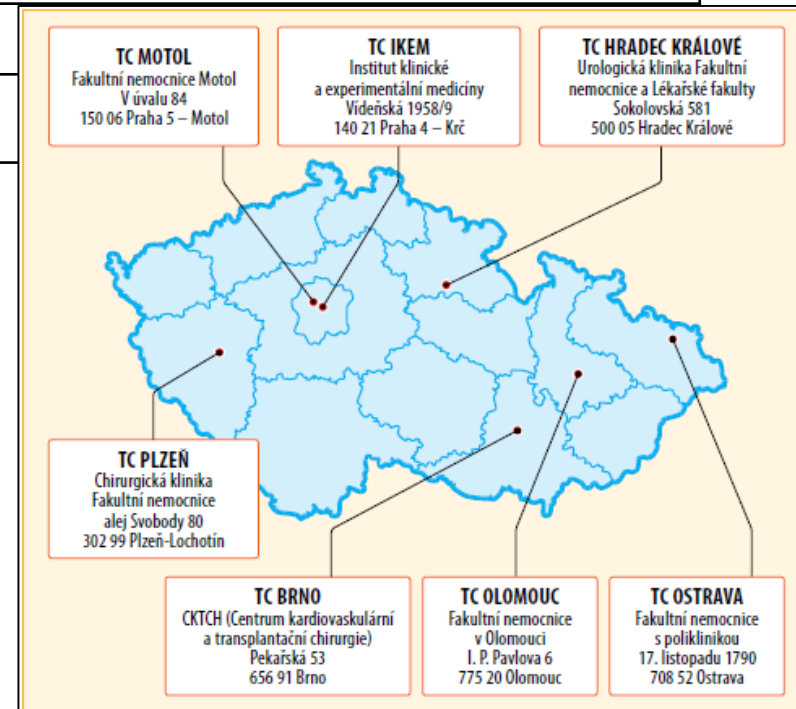 TC MOTOL
Fakultní nemocnice Motol
V úvalu 84
150 06 Praha 5 – Motol
TC IKEM
Institut klinické
a experimentální medicíny
Vídeňská 1958/9
140 21 Praha 4 – Krč
TC HRADEC KRÁLOVÉ
Urologická klinika Fakultní
nemocnice a Lékařské fakulty
Sokolovská 581
500 05 Hradec Králové
TC PLZEŇ
Chirurgická klinika
Fakultní nemocnice
alej Svobody 80
302 99 Plzeň-Lochotín
TC BRNO
CKTCH (Centrum kardiovaskulární
a transplantační chirurgie)
Pekařská 53
656 91 Brno
TC OLOMOUC
Fakultní nemocnice
v Olomouci
I. P. Pavlova 6
775 20 Olomouc
TC OSTRAVA
Fakultní nemocnice
s poliklinikou
17. listopadu 1790
708 52 Ostrava